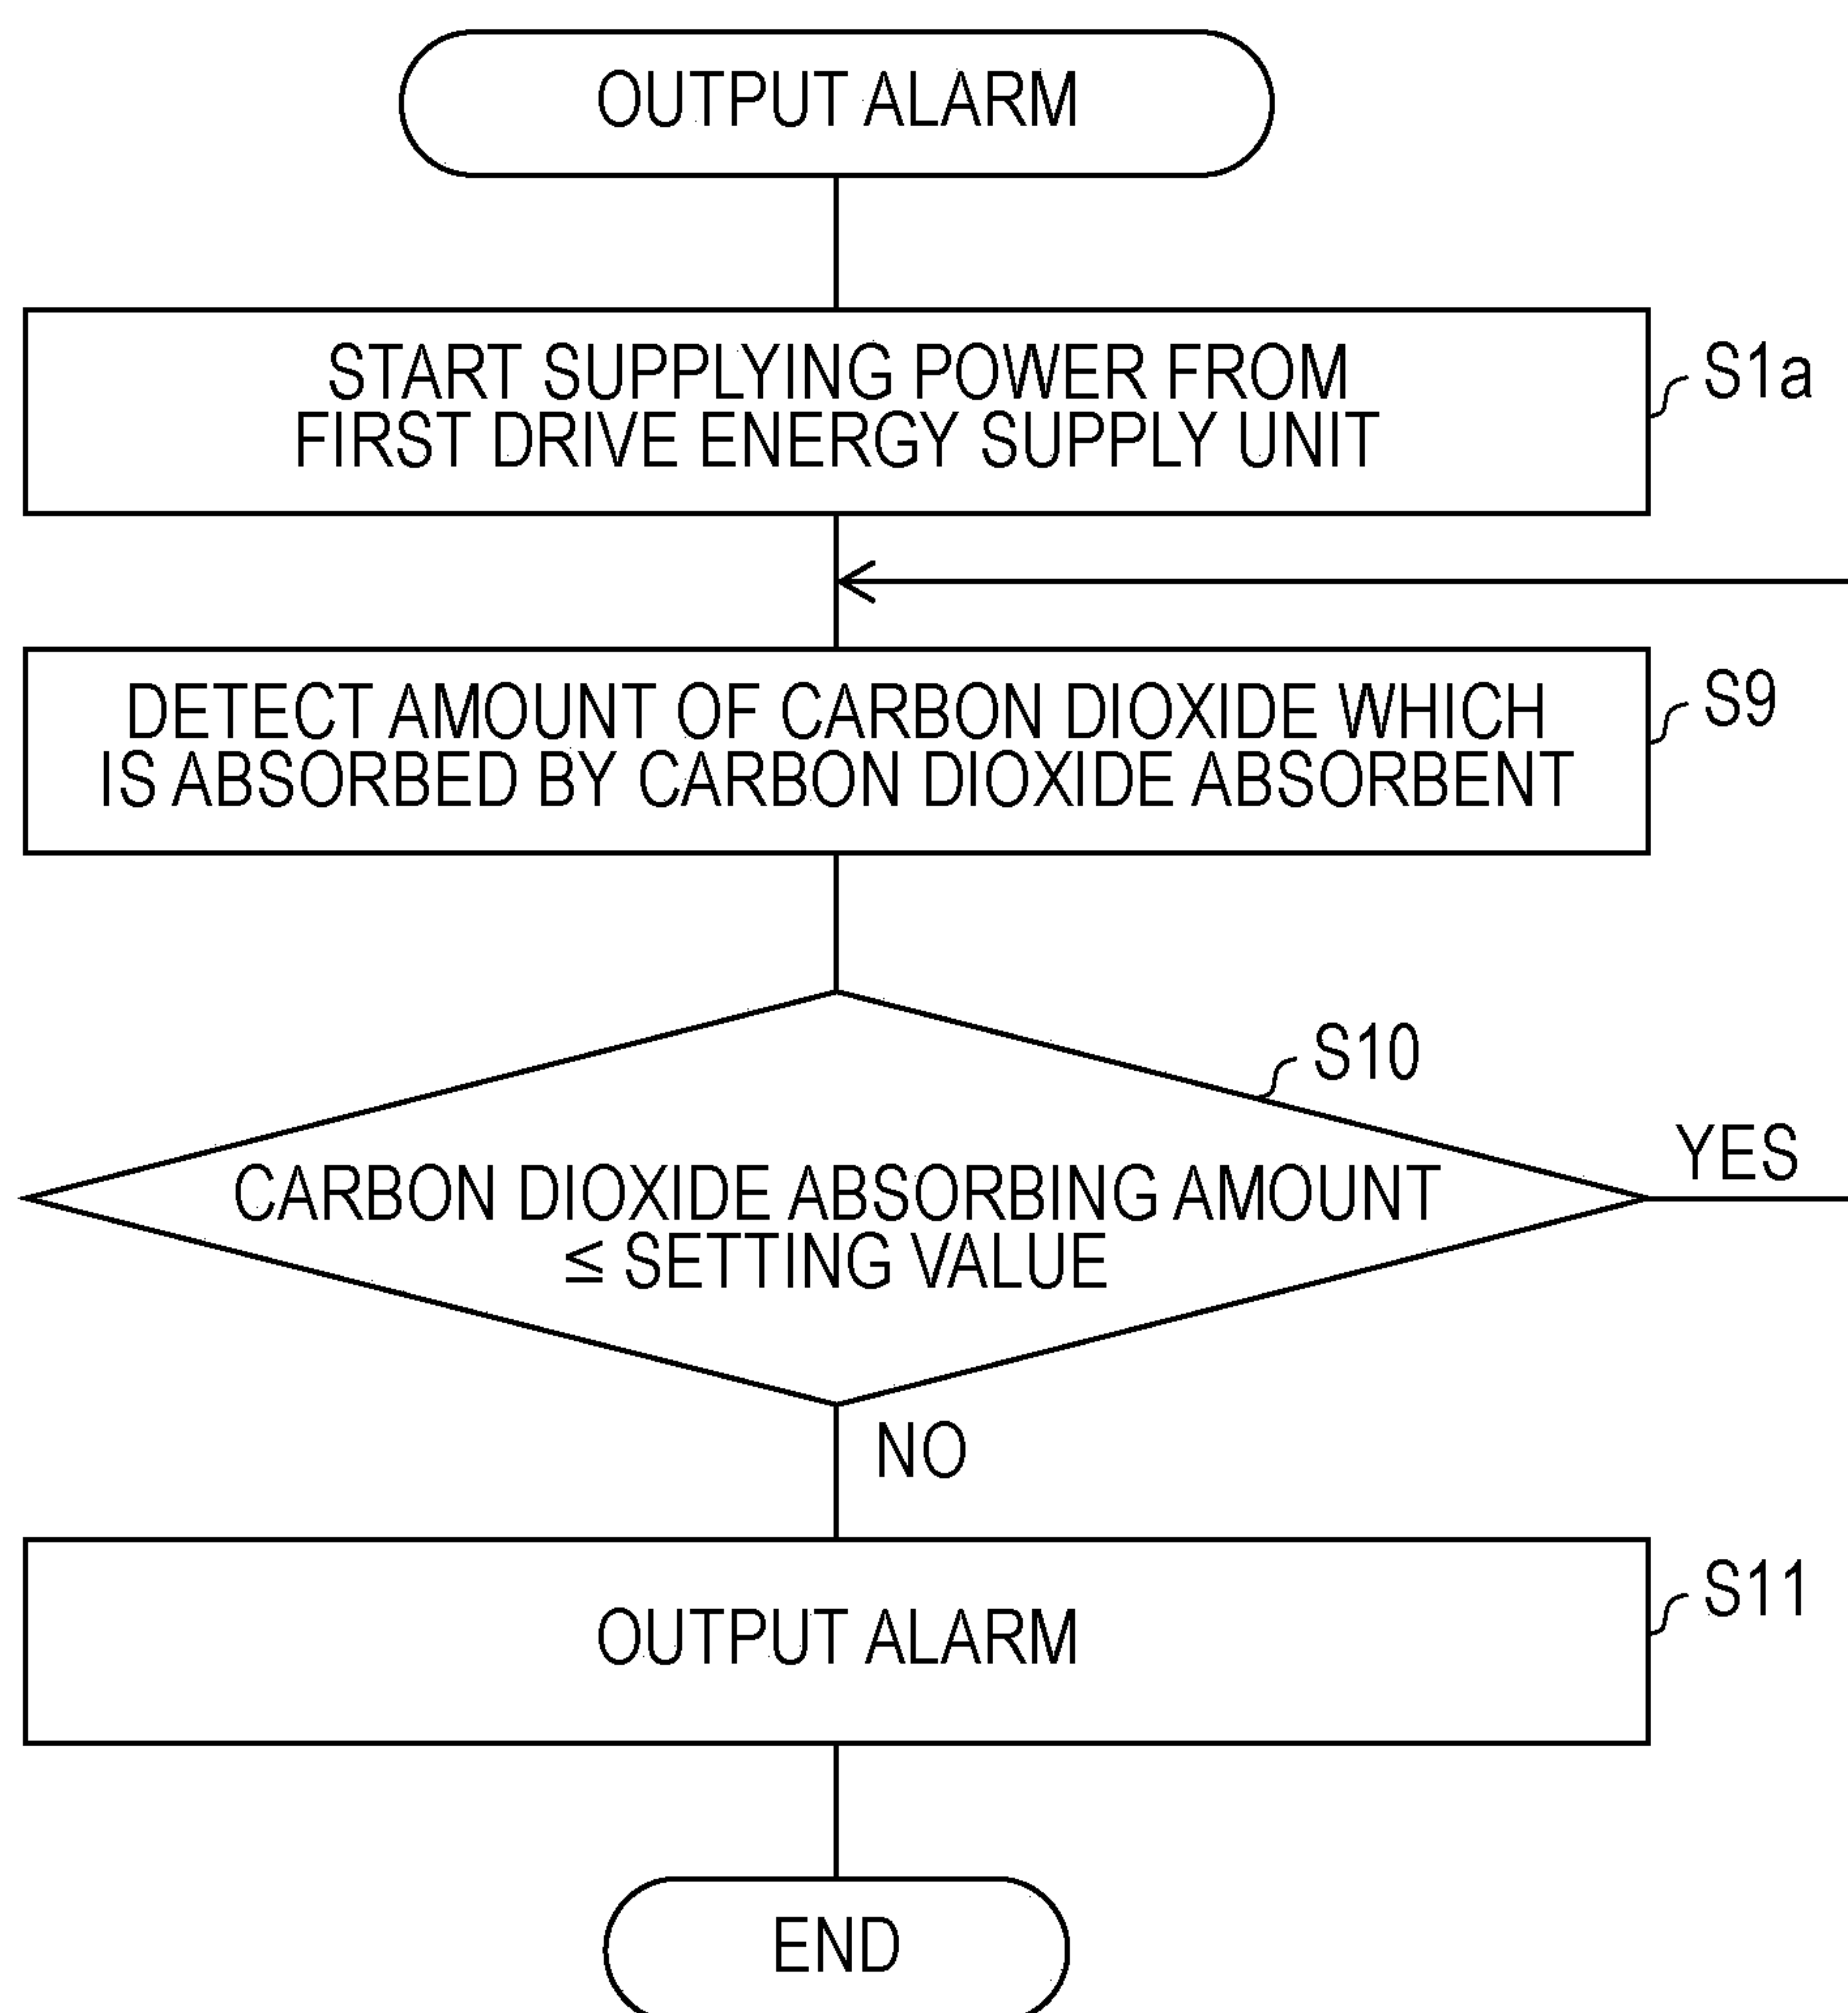 OUTPUT ALARM
START SUPPLYING POWER FROM
FIRST DRIVE ENERGY SUPPLY UNIT
S1a
DETECT AMOUNT OF CARBON DIOXIDE WHICH
IS ABSORBED BY CARBON DIOXIDE ABSORBENT
S9
S10
CARBON DIOXIDE ABSORBING AMOUNT
≤ SETTING VALUE
YES
NO
OUTPUT ALARM
S11
END